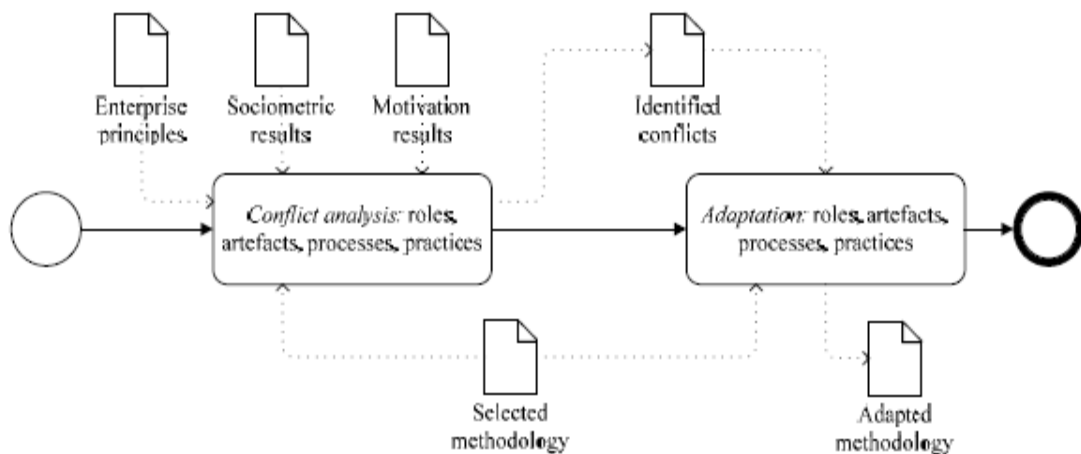 Enterprise
principles
Sociometric
results
Motivation
results
Identified
conflicts
Conflict analysis: roles,
artefacts, processes, practices
Adaptation: roles, artefacts,
processes, practices
Selected
methodology
Adapted
methodology